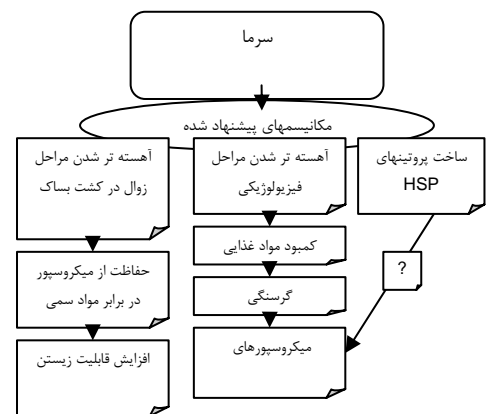 سرما
مکانیسمهای پیشنهاد شده
ساخت پروتینهای
HSP
آهسته تر شدن مراحل
فیزیولوژیکی
آهسته تر شدن مراحل
زوال در کشت بساک
?
کمبود مواد غذایی
گرسنگی
میکروسپورهای
حفاظت از میکروسپور
در برابر مواد سمی
افزایش قابلیت زیستن